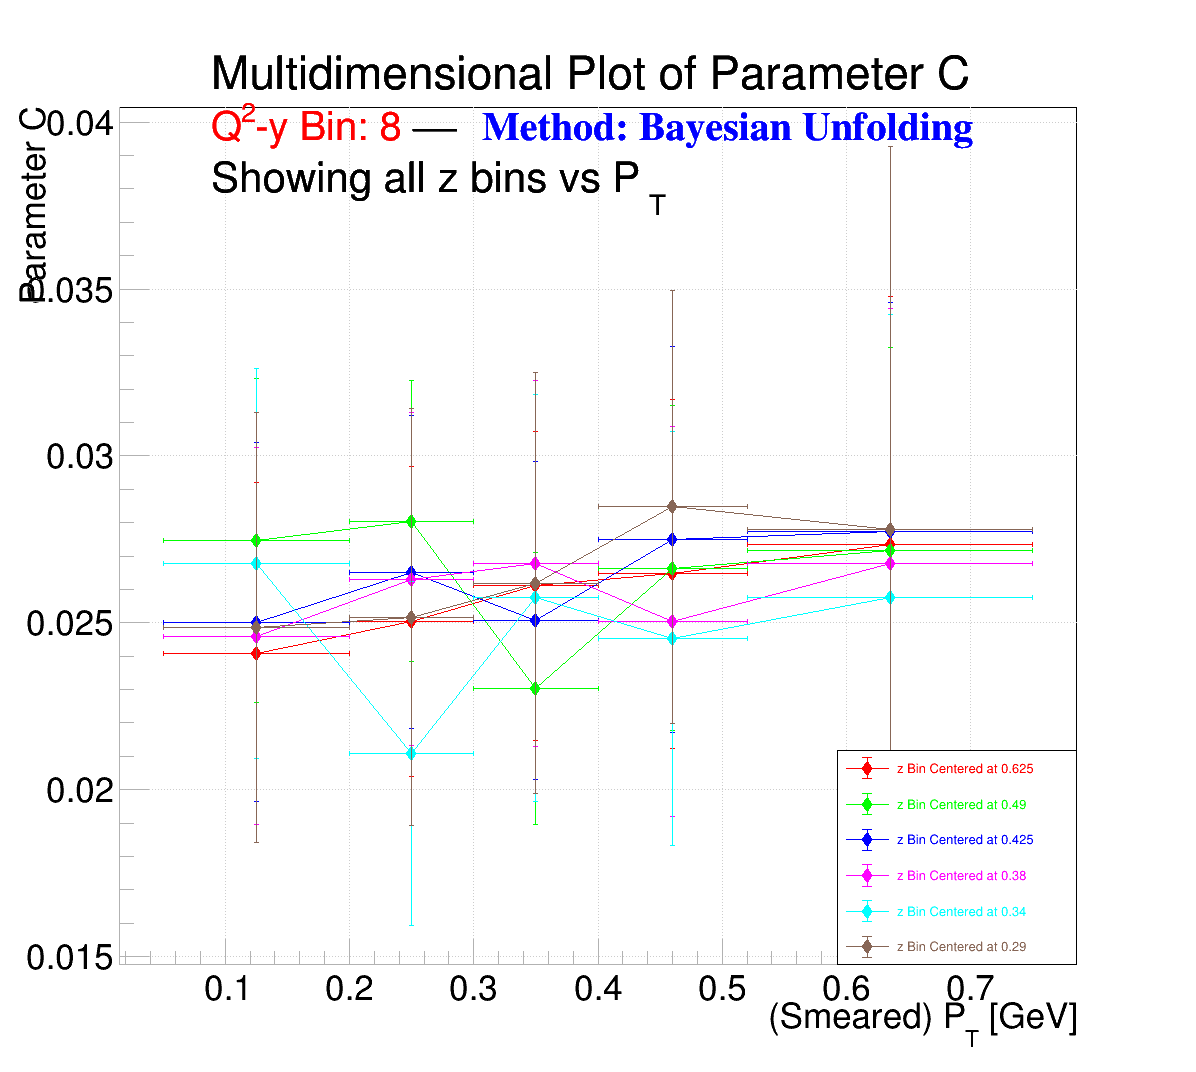 Multidimensional Plot of Parameter C
Q²-y Bin: 8 — Method: Bayesian Unfolding
Showing all z bins vs P_T
Parameter C
0.04
0.035
0.03
0.025
0.02
0.015
z Bin Centered at 0.625
z Bin Centered at 0.49
z Bin Centered at 0.425
z Bin Centered at 0.38
z Bin Centered at 0.34
z Bin Centered at 0.29
0.1 0.2 0.3 0.4 0.5 0.6 0.7
(Smeared) P_T [GeV]